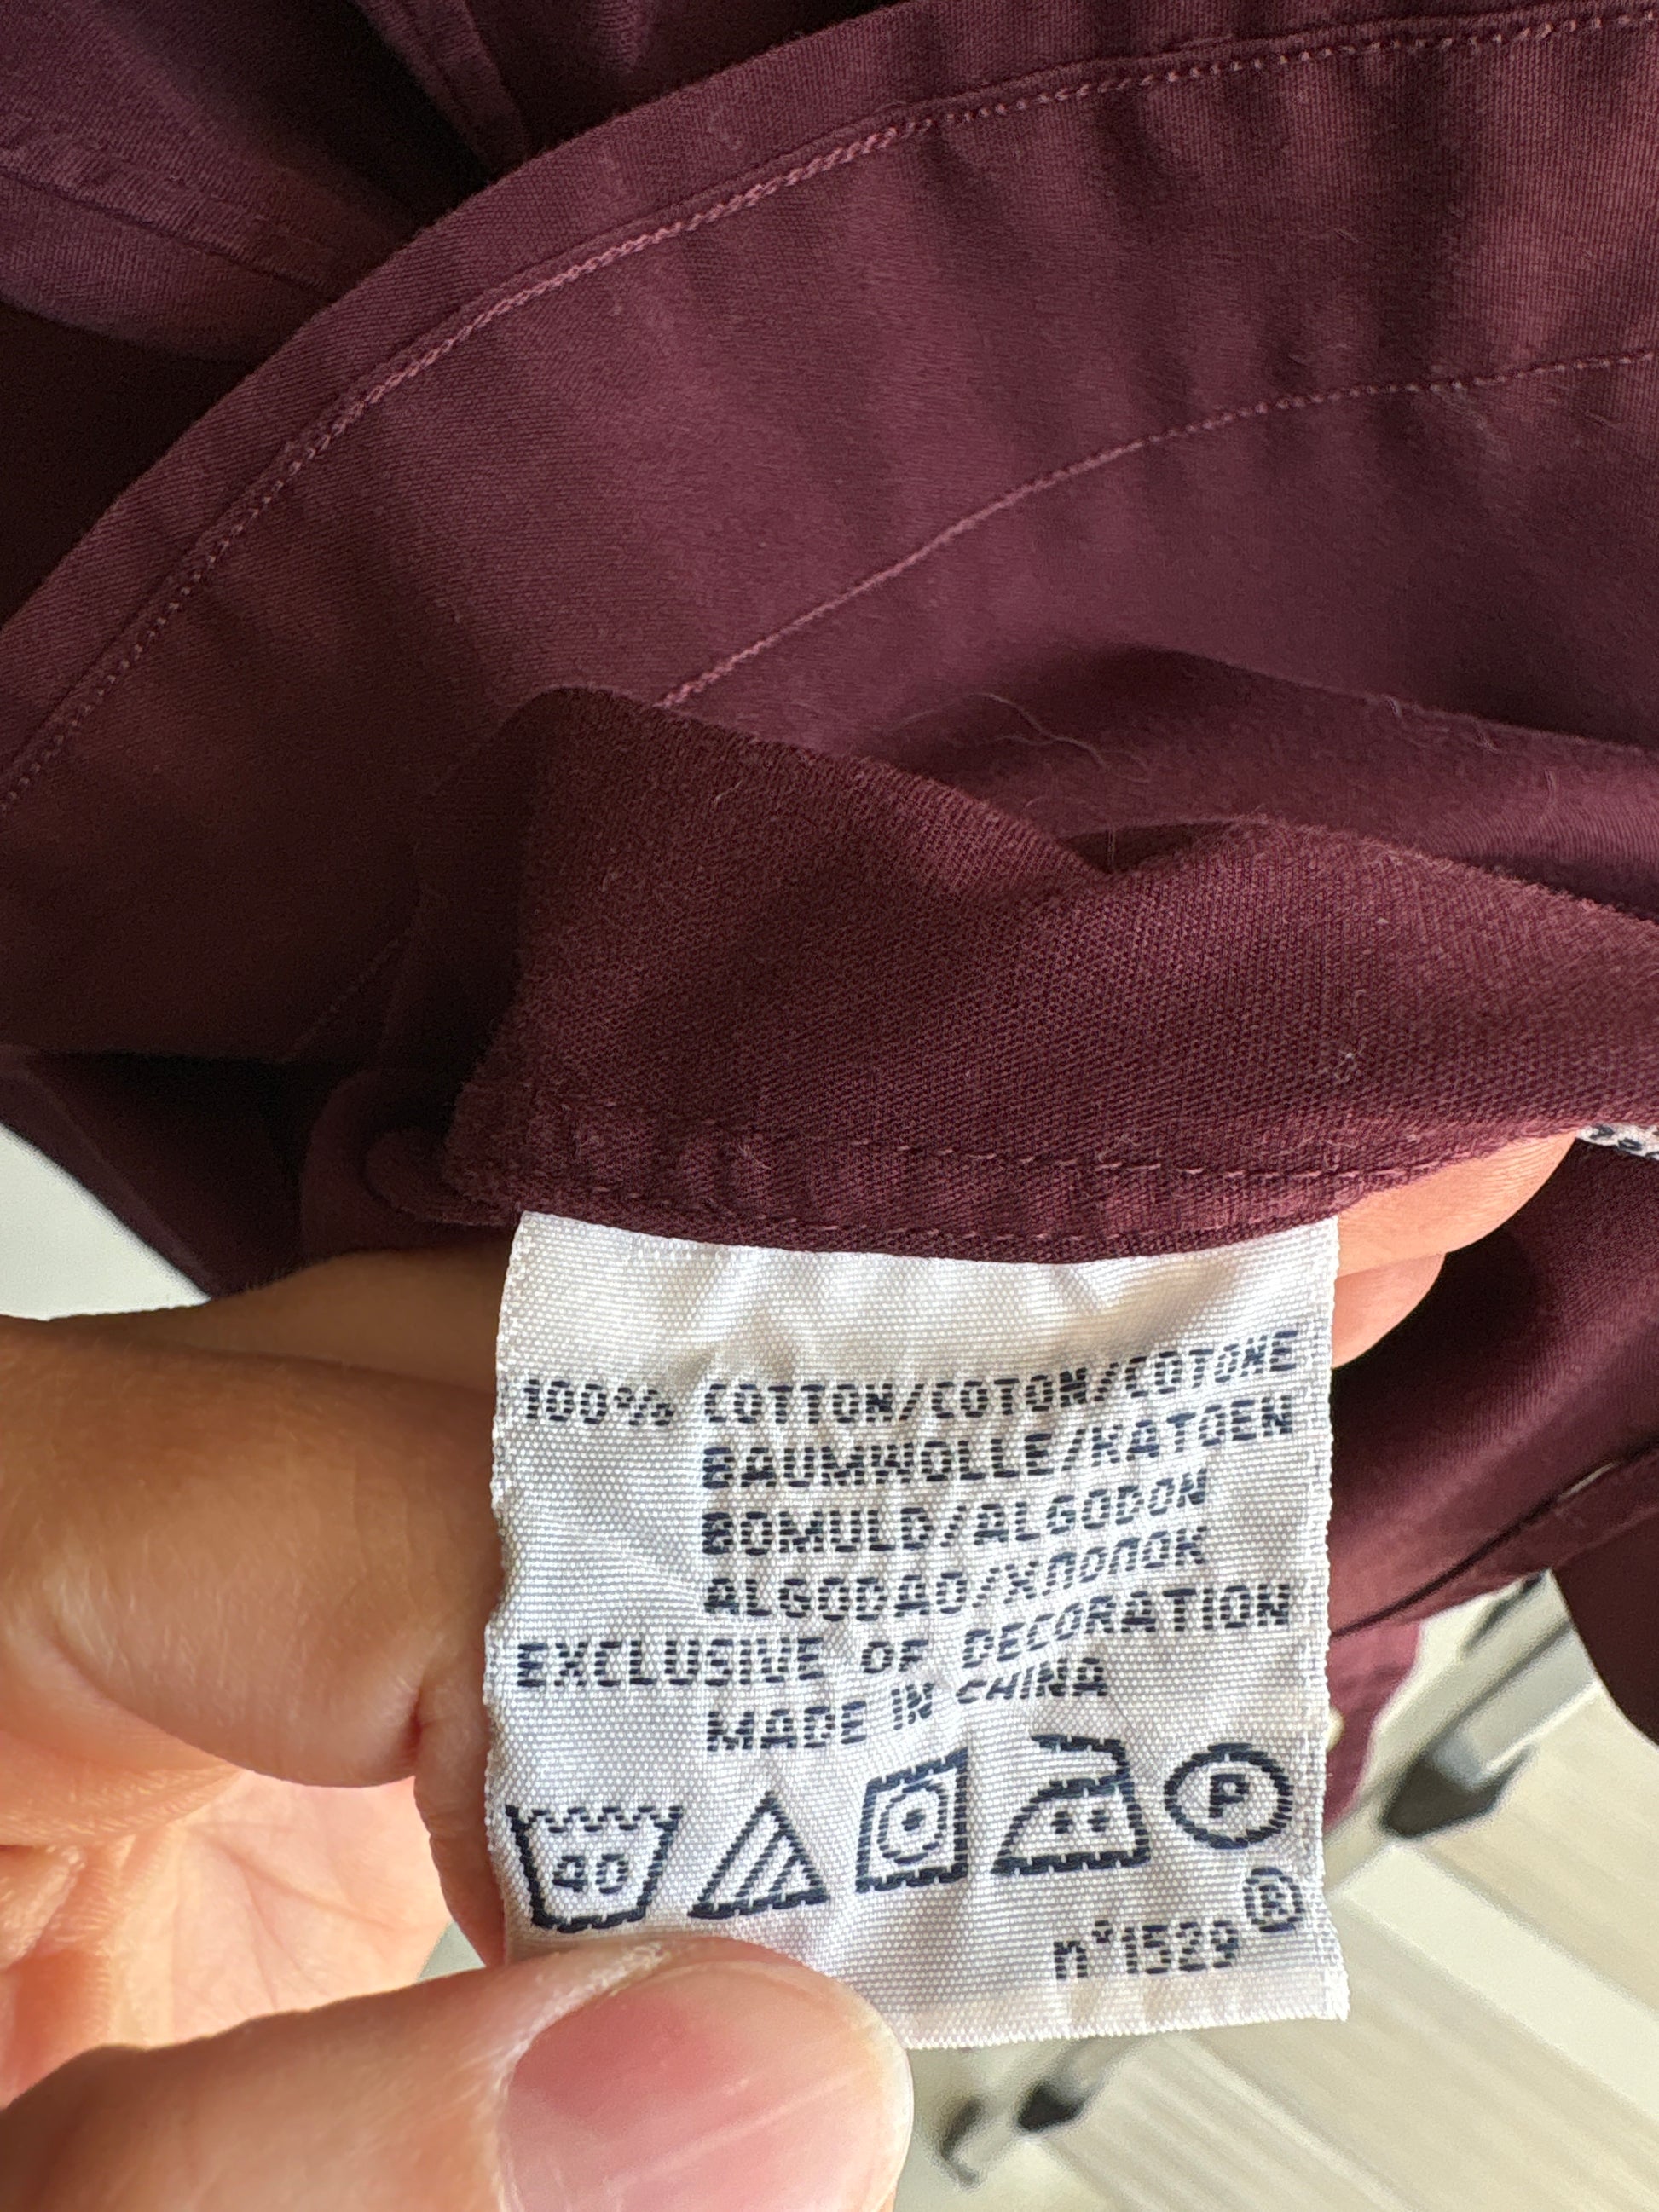 100% COTTON/COTON/COTONE
BAUMWOLLE/KATOEN
BOMULD/ALGODON
ALGODAO/ХЛОПОК
EXCLUSIVE OF DECORATION
MADE IN CHINA
40 P
n°1529 ®